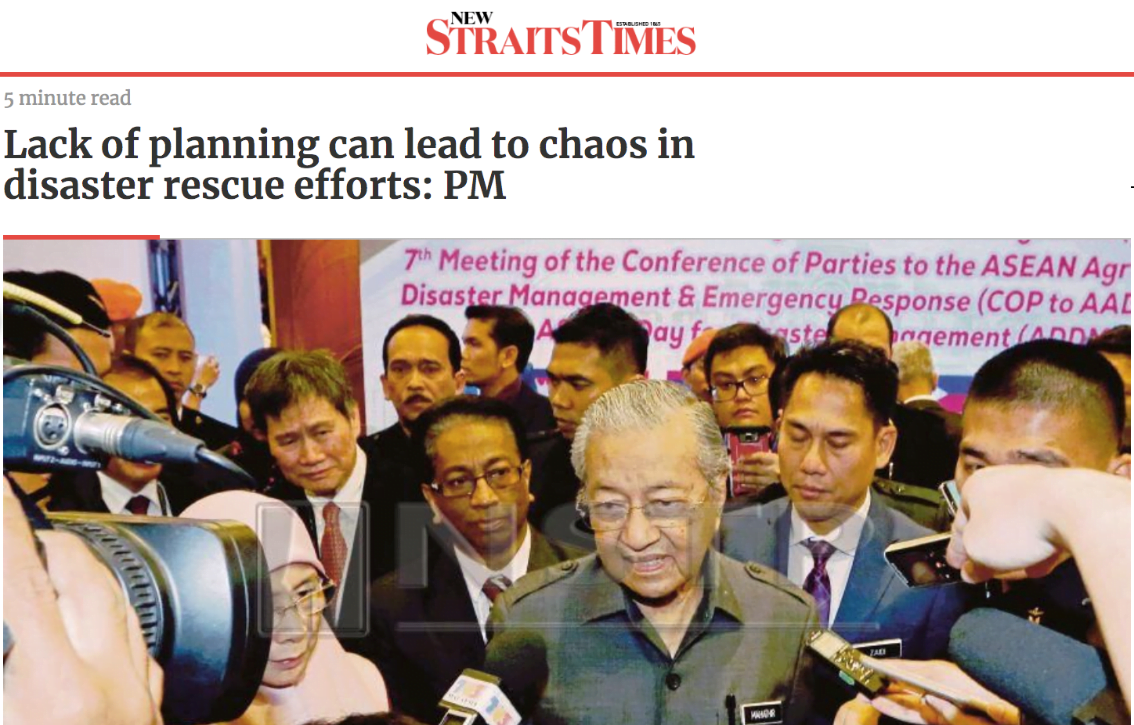 NEW
STRAITS TIMES
ESTABLISHED 1845
5 minute read
Lack of planning can lead to chaos in
disaster rescue efforts: PM
7th Meeting of the Conference of Parties to the ASEAN Agr
Disaster Management & Emergency Response (COP to AAD
Day for Disaster Management (ADDM
NSTP
ZAIDI
MAHATHIR